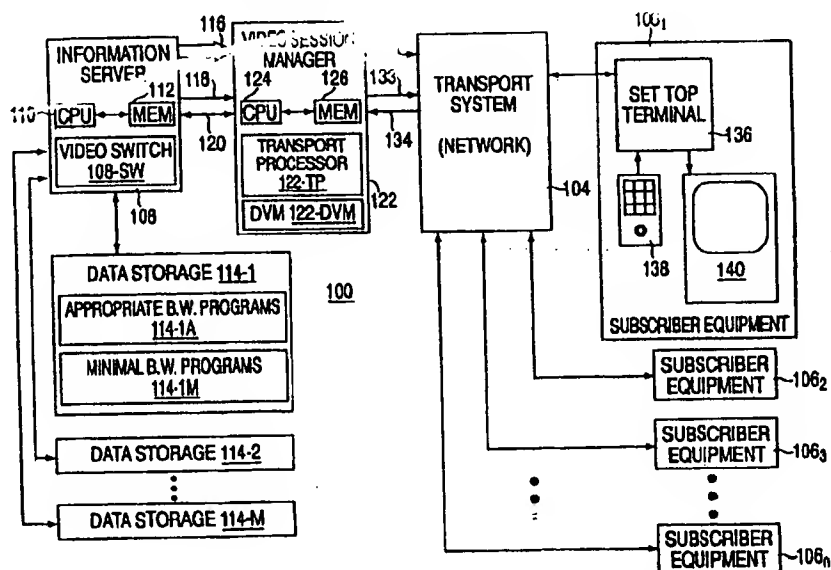 116
INFORMATION
SERVER
110
CPU
112
MEM
VIDEO SWITCH
108-SW
108
118
120
VIDEO SESSION
MANAGER
124
CPU
126
MEM
TRANSPORT
PROCESSOR
122-TP
DVM 122-DVM
122
133
134
TRANSPORT
SYSTEM
(NETWORK)
104
SET TOP
TERMINAL
136
138
140
SUBSCRIBER EQUIPMENT
DATA STORAGE 114-1
APPROPRIATE B.W. PROGRAMS
114-1A
MINIMAL B.W. PROGRAMS
114-1M
100
DATA STORAGE 114-2
DATA STORAGE 114-M
SUBSCRIBER
EQUIPMENT
106₂
SUBSCRIBER
EQUIPMENT
106₃
SUBSCRIBER
EQUIPMENT